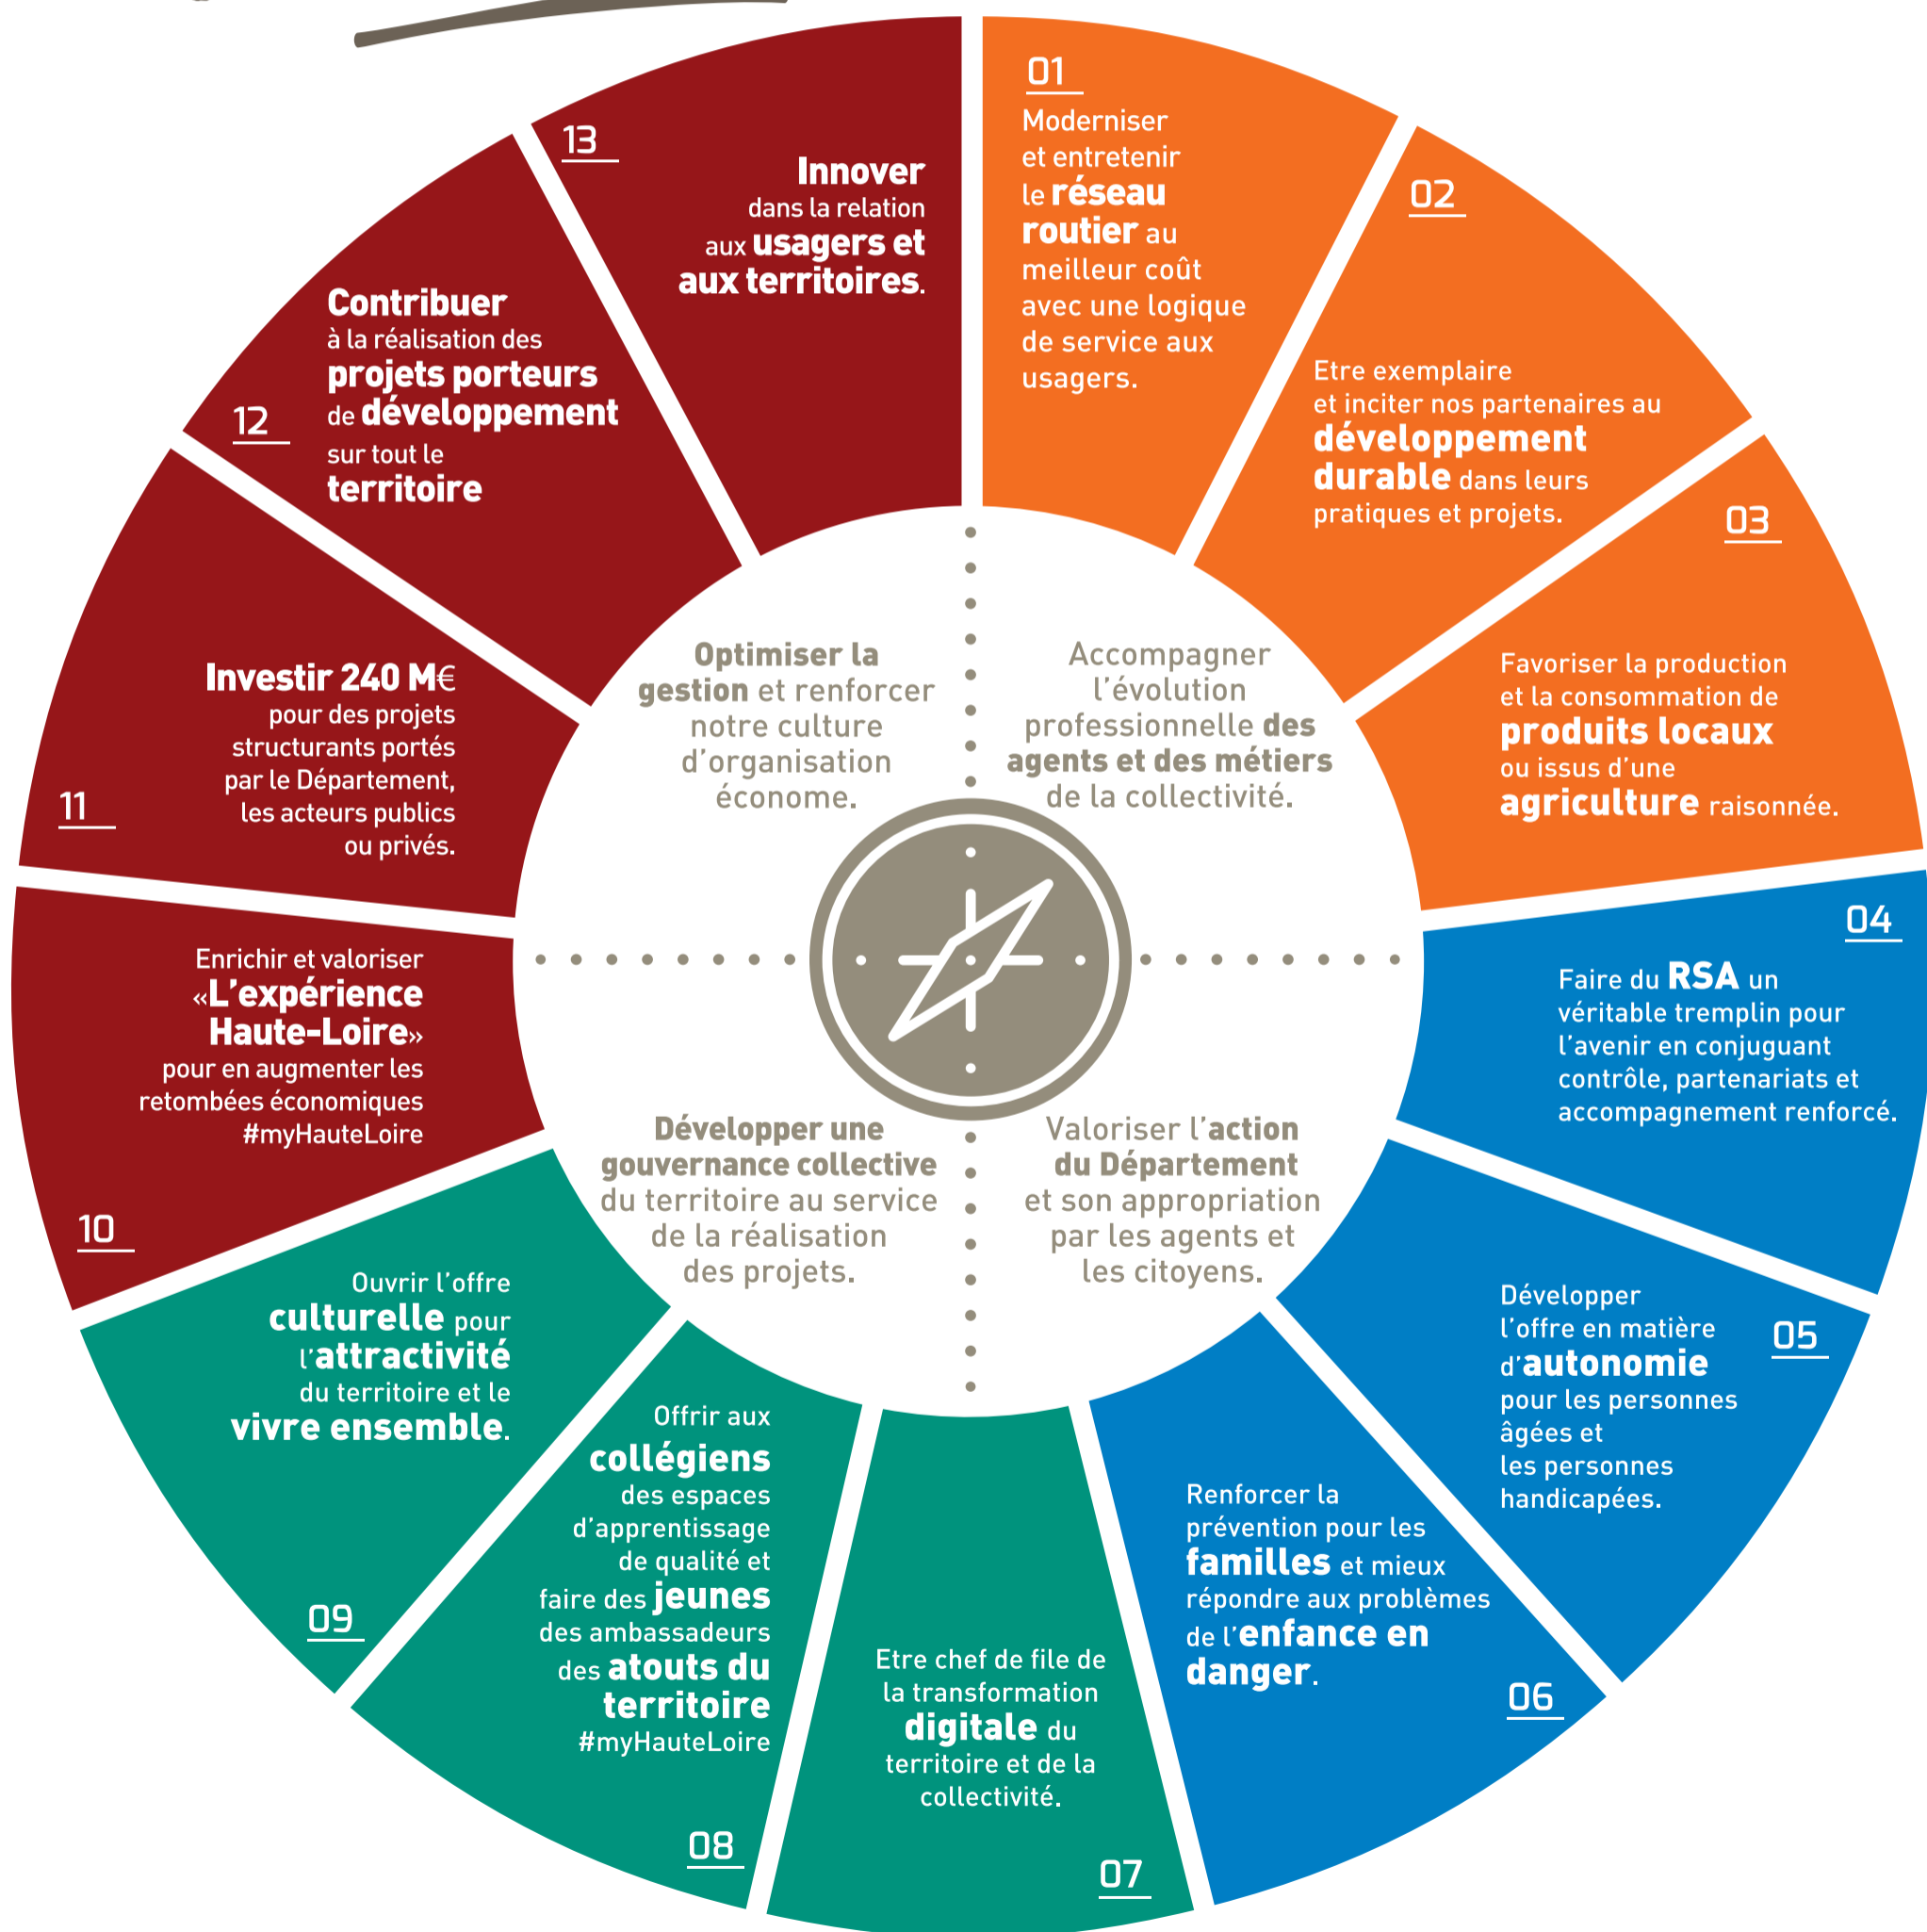 01
Moderniser
et entretenir
le réseau
routier au
meilleur coût
avec une logique
de service aux
usagers.
02
Etre exemplaire
et inciter nos partenaires au
développement
durable dans leurs
pratiques et projets.
03
Favoriser la production
et la consommation de
produits locaux
ou issus d'une
agriculture raisonnée.
04
Faire du RSA un
véritable tremplin pour
l'avenir en conjuguant
contrôle, partenariats et
accompagnement renforcé.
05
Développer
l'offre en matière
d'autonomie
pour les personnes
âgées et
les personnes
handicapées.
06
Renforcer la
prévention pour les
familles et mieux
répondre aux problèmes
de l'enfance en
danger.
07
Etre chef de file de
la transformation
digitale du
territoire et de la
collectivité.
08
Offrir aux
collégiens
des espaces
d'apprentissage
de qualité et
faire des jeunes
des ambassadeurs
des atouts du
territoire
#myHauteLoire
09
Ouvrir l'offre
culturelle pour
l'attractivité
du territoire et le
vivre ensemble.
10
Enrichir et valoriser
«L'expérience
Haute-Loire»
pour en augmenter les
retombées économiques
#myHauteLoire
11
Investir 240 M€
pour des projets
structurants portés
par le Département,
les acteurs publics
ou privés.
12
Contribuer
à la réalisation des
projets porteurs
de développement
sur tout le
territoire
13
Innover
dans la relation
aux usagers et
aux territoires.
Optimiser la
gestion et renforcer
notre culture
d'organisation
économe.
Accompagner
l'évolution
professionnelle des
agents et des métiers
de la collectivité.
Développer une
gouvernance collective
du territoire au service
de la réalisation
des projets.
Valoriser l'action
du Département
et son appropriation
par les agents et
les citoyens.